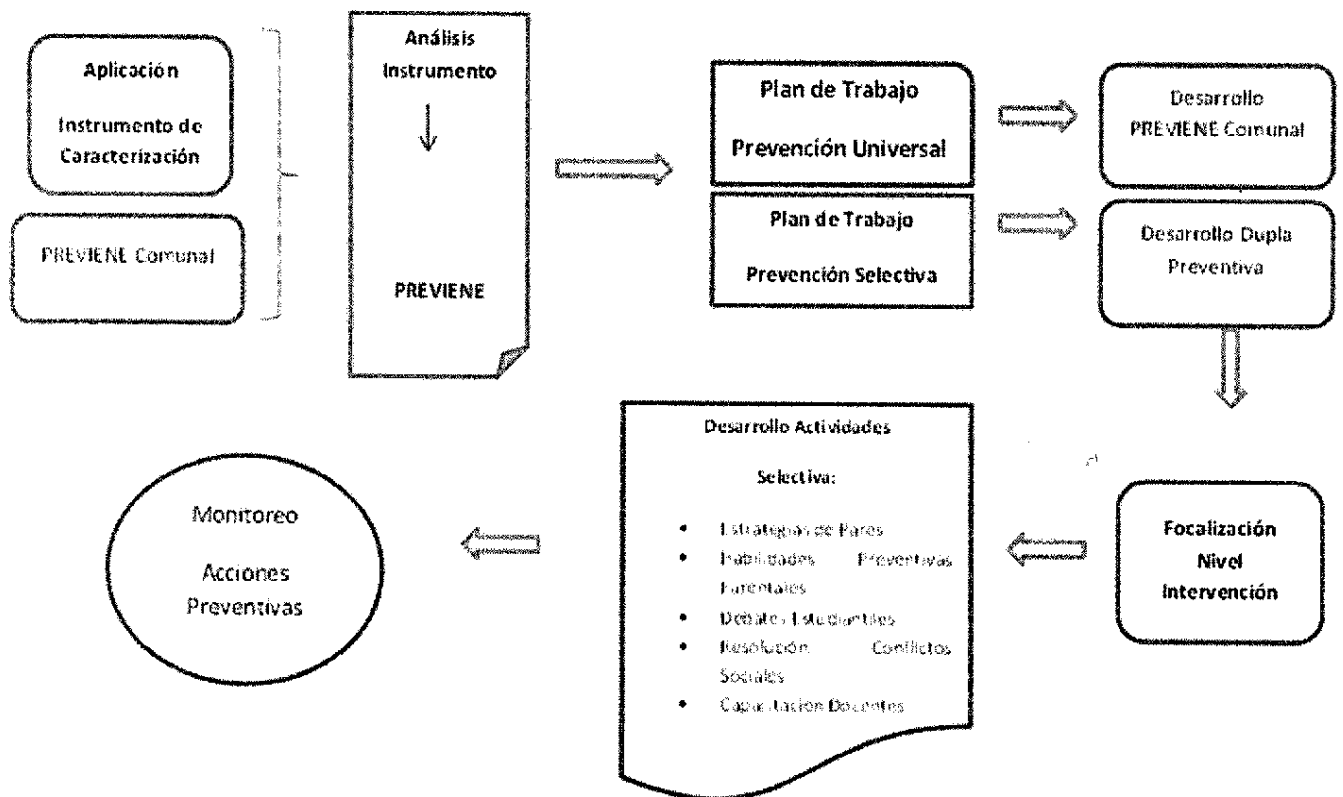 Aplicación
Instrumento de
Caracterización
PREVIENE Comunal
Análisis
Instrumento
PREVIENE
Plan de Trabajo
Prevención Universal
Plan de Trabajo
Prevención Selectiva
Desarrollo
PREVIENE Comunal
Desarrollo Dupla
Preventiva
Focalización
Nivel
Intervención
Desarrollo Actividades
Selectiva:
• Estrategias de Pares
• Habilidades Preventivas
Parentales
• Debates Estudiantiles
• Resolución Conflictos
Sociales
• Capacitación Docentes
Monitoreo
Acciones
Preventivas